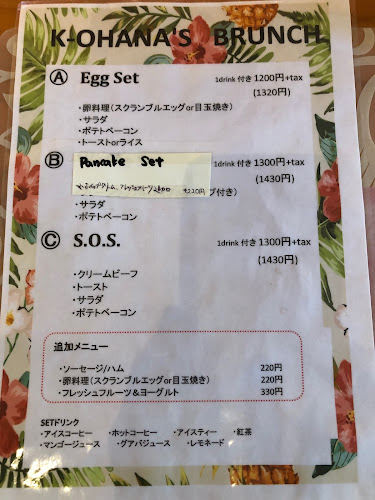 K-OHANA'S BRUNCH
Ⓐ Egg Set 1drink 付き 1200円+tax
(1320円)
・卵料理(スクランブルエッグor目玉焼き)
・サラダ
・ポテトベーコン
・トーストorライス
Ⓑ Pancake Set 1drink 付き 1300円+tax
(1430円)
+220円
プ付き)
・サラダ
・ポテトベーコン
Ⓒ S.O.S. 1drink 付き 1300円+tax
(1430円)
・クリームビーフ
・トースト
・サラダ
・ポテトベーコン
追加メニュー
・ソーセージ/ハム 220円
・卵料理(スクランブルエッグor目玉焼き) 220円
・フレッシュフルーツ&ヨーグルト 330円
SETドリンク
・アイスコーヒー ・ホットコーヒー ・アイスティー ・紅茶
・マンゴージュース ・グアバジュース ・レモネード